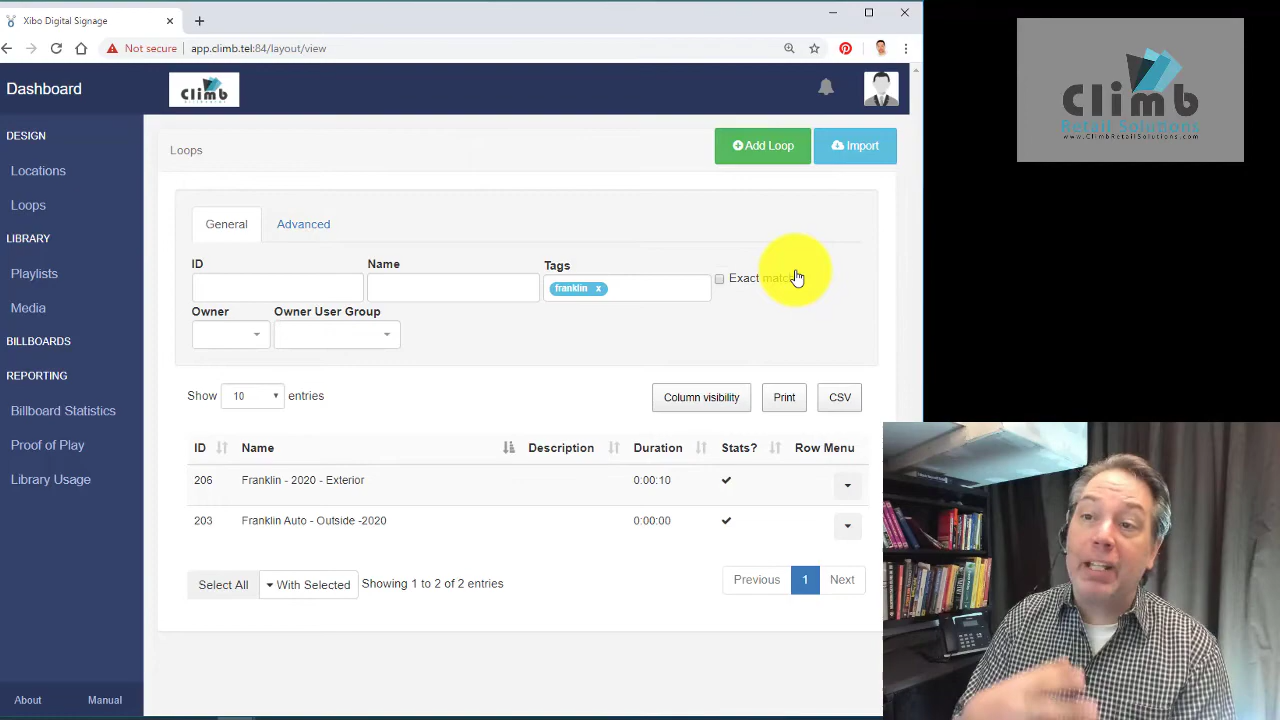 Xibo Digital Signage
Not secure app.climb.tel:84/layout/view
Dashboard
Climb
Climb
Retail Solutions
www.ClimbRetailSolutions.com
DESIGN
Locations
Loops
LIBRARY
Playlists
Media
BILLBOARDS
REPORTING
Billboard Statistics
Proof of Play
Library Usage
About Manual
Loops
Add Loop Import
General Advanced
ID Name Tags
franklin x Exact match
Owner Owner User Group
Show 10 entries
Column visibility Print CSV
ID Name Description Duration Stats? Row Menu
206 Franklin - 2020 - Exterior 0:00:10
203 Franklin Auto - Outside -2020 0:00:00
Select All With Selected Showing 1 to 2 of 2 entries Previous 1 Next